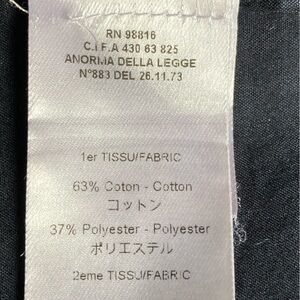 RN 98816
C.I F.A 430 63 825
ANORMA DELLA LEGGE
N°883 DEL 26.11.73
1er TISSU/FABRIC
63% Coton - Cotton
コットン
37% Polyester - Polyester
ポリエステル
2eme TISSU/FABRIC